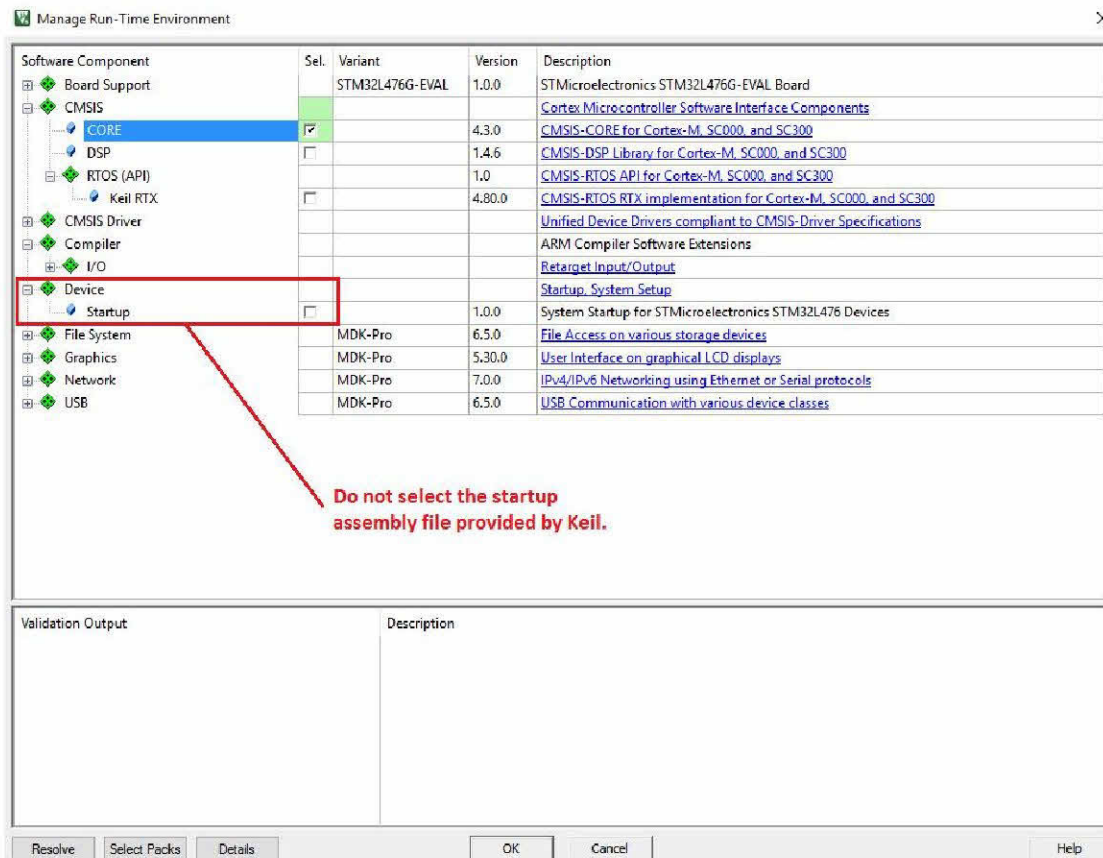 Manage Run-Time Environment
Software Component Sel. Variant Version Description
Board Support STM32L476G-EVAL 1.0.0 STMicroelectronics STM32L476G-EVAL Board
CMSIS Cortex Microcontroller Software Interface Components
CORE 4.3.0 CMSIS-CORE for Cortex-M, SC000, and SC300
DSP 1.4.6 CMSIS-DSP Library for Cortex-M, SC000, and SC300
RTOS (API) 1.0 CMSIS-RTOS API for Cortex-M, SC000, and SC300
Keil RTX 4.80.0 CMSIS-RTOS RTX implementation for Cortex-M, SC000, and SC300
CMSIS Driver Unified Device Drivers compliant to CMSIS-Driver Specifications
Compiler ARM Compiler Software Extensions
I/O Retarget Input/Output
Device Startup, System Setup
Startup 1.0.0 System Startup for STMicroelectronics STM32L476 Devices
File System MDK-Pro 6.5.0 File Access on various storage devices
Graphics MDK-Pro 5.30.0 User Interface on graphical LCD displays
Network MDK-Pro 7.0.0 IPv4/IPv6 Networking using Ethernet or Serial protocols
USB MDK-Pro 6.5.0 USB Communication with various device classes
Do not select the startup
assembly file provided by Keil.
Validation Output Description
Resolve Select Packs Details OK Cancel Help